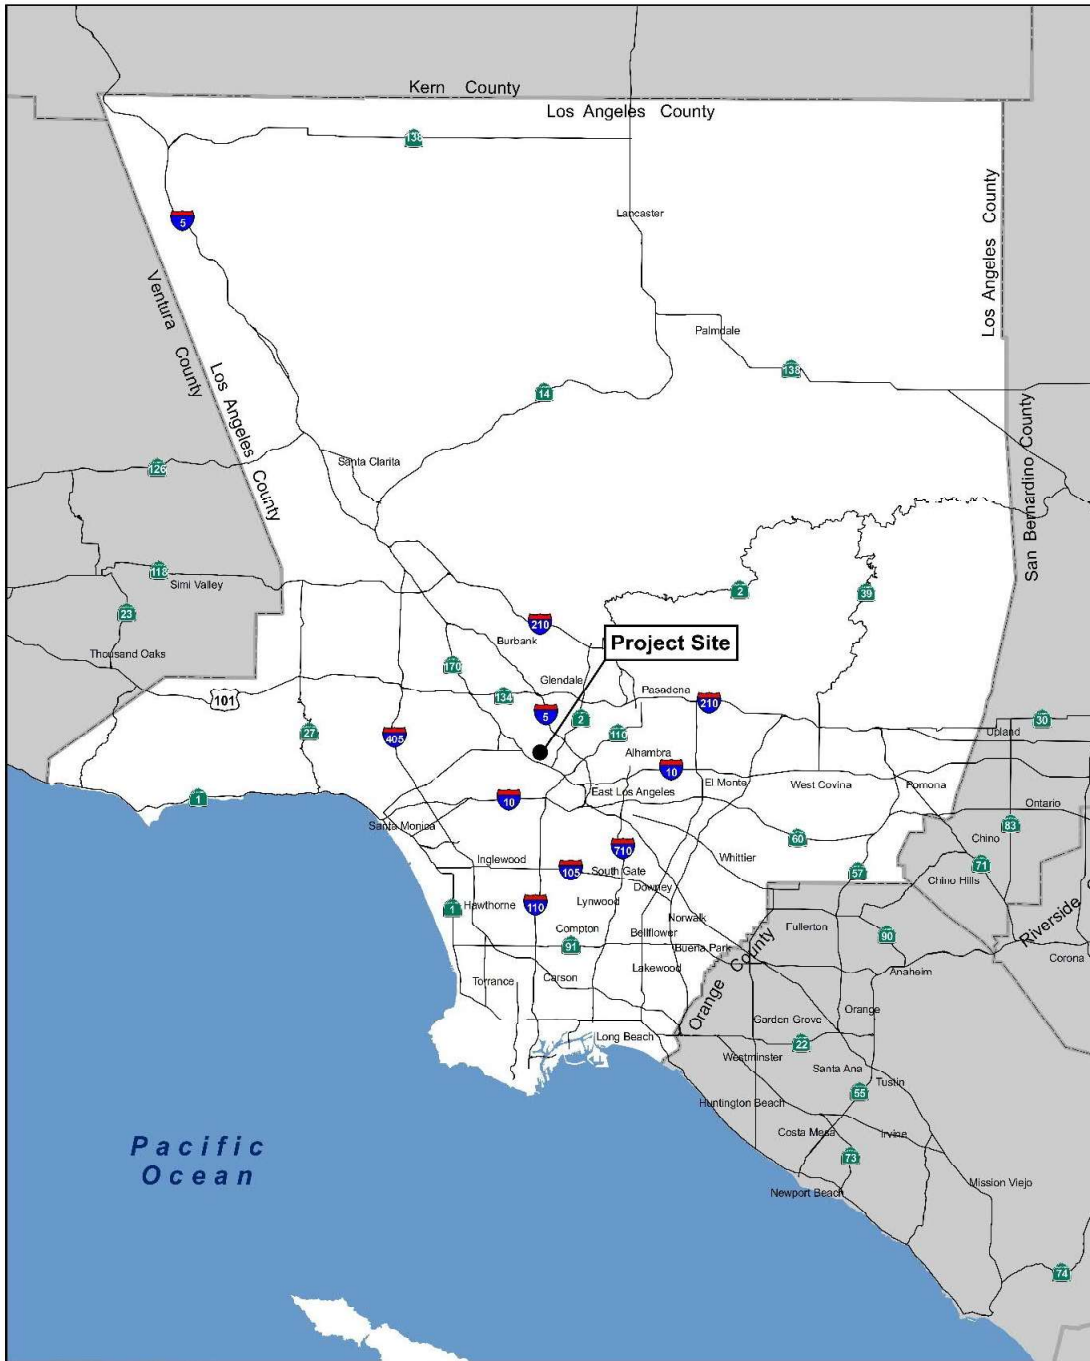 Kern County
Los Angeles County
138
5
Lancaster
Los Angeles County
Ventura County
Palmdale
138
Los Angeles County
14
San Bernardino County
Santa Clarita
126
118
Simi Valley
2
39
23
210
Burbank
Project Site
Thousand Oaks
170
Glendale
134
Pasadena
101
210
5
2
30
27
405
110
Upland
Alhambra
10
El Monte
West Covina
Pomona
East Los Angeles
1
10
Ontario
Santa Monica
83
60
Chino
710
Inglewood
Whittier
71
105
South Gate
57
Chino Hills
Downey
110
Lynwood
1
Hawthorne
Norwalk
Fullerton
Compton
Bellflower
90
Riverside
91
Buena Park
Corona
Lakewood
Anaheim
Torrance
Carson
Orange County
Orange
Garden Grove
Long Beach
22
Westminster
Santa Ana
Tustin
55
Huntington Beach
Costa Mesa
Irvine
Pacific
Ocean
73
Mission Viejo
Newport Beach
74